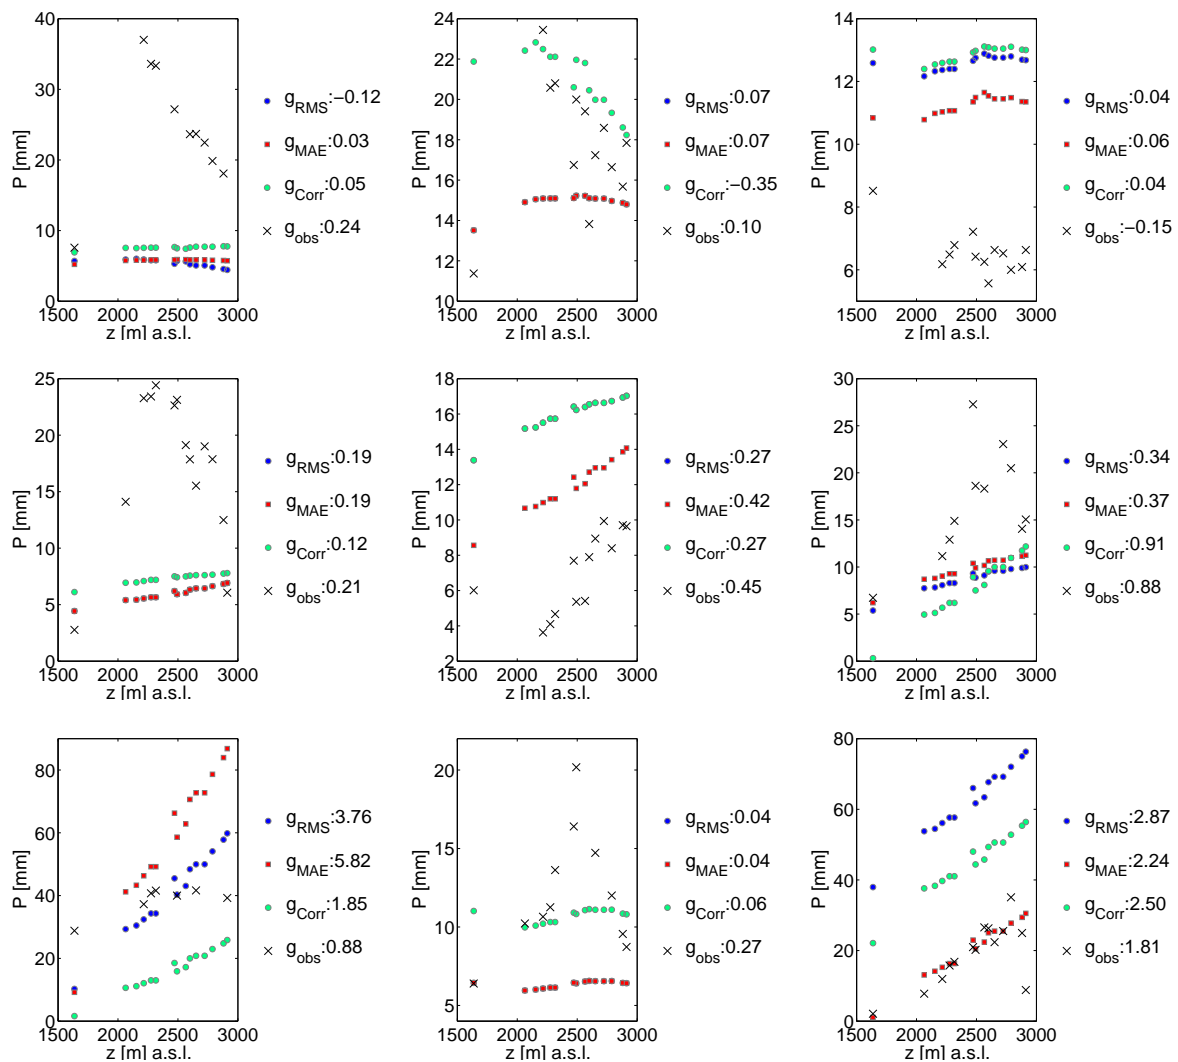 40
30
20
10
0
P [mm]
1500 2000 2500 3000
z [m] a.s.l.
g_RMS:−0.12
g_MAE:0.03
g_Corr:0.05
g_obs:0.24
24
22
20
18
16
14
12
10
P [mm]
1500 2000 2500 3000
z [m] a.s.l.
g_RMS:0.07
g_MAE:0.07
g_Corr:−0.35
g_obs:0.10
14
13
12
11
10
9
8
7
6
5
P [mm]
1500 2000 2500 3000
z [m] a.s.l.
g_RMS:0.04
g_MAE:0.06
g_Corr:0.04
g_obs:−0.15
25
20
15
10
5
0
P [mm]
1500 2000 2500 3000
z [m] a.s.l.
g_RMS:0.19
g_MAE:0.19
g_Corr:0.12
g_obs:0.21
18
16
14
12
10
8
6
4
2
P [mm]
1500 2000 2500 3000
z [m] a.s.l.
g_RMS:0.27
g_MAE:0.42
g_Corr:0.27
g_obs:0.45
30
25
20
15
10
5
0
P [mm]
1500 2000 2500 3000
z [m] a.s.l.
g_RMS:0.34
g_MAE:0.37
g_Corr:0.91
g_obs:0.88
80
60
40
20
0
P [mm]
1500 2000 2500 3000
z [m] a.s.l.
g_RMS:3.76
g_MAE:5.82
g_Corr:1.85
g_obs:0.88
20
15
10
5
P [mm]
1500 2000 2500 3000
z [m] a.s.l.
g_RMS:0.04
g_MAE:0.04
g_Corr:0.06
g_obs:0.27
80
60
40
20
0
P [mm]
1500 2000 2500 3000
z [m] a.s.l.
g_RMS:2.87
g_MAE:2.24
g_Corr:2.50
g_obs:1.81